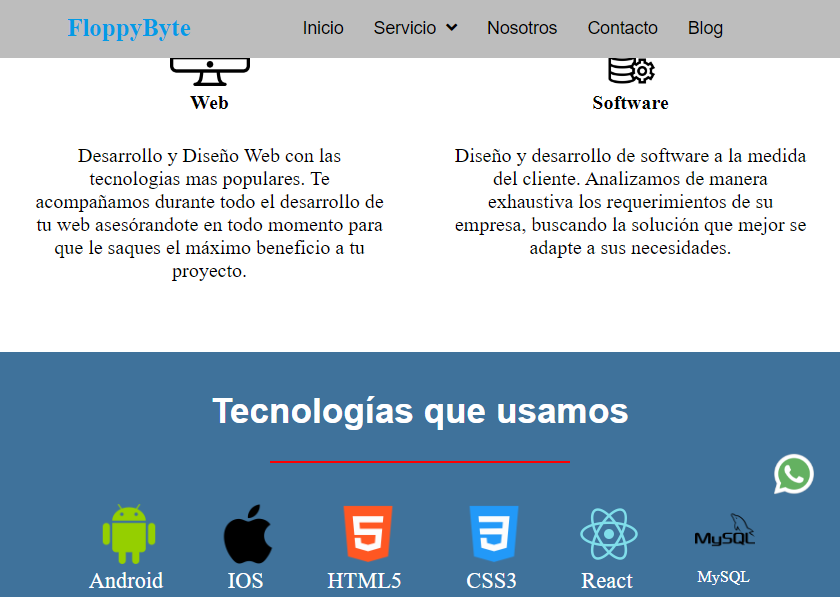 FloppyByte
Inicio Servicio Nosotros Contacto Blog
Web
Desarrollo y Diseño Web con las
tecnologias mas populares. Te
acompañamos durante todo el desarrollo de
tu web asesórandote en todo momento para
que le saques el máximo beneficio a tu
proyecto.
Software
Diseño y desarrollo de software a la medida
del cliente. Analizamos de manera
exhaustiva los requerimientos de su
empresa, buscando la solución que mejor se
adapte a sus necesidades.
Tecnologías que usamos
MySQL
Android IOS HTML5 CSS3 React MySQL